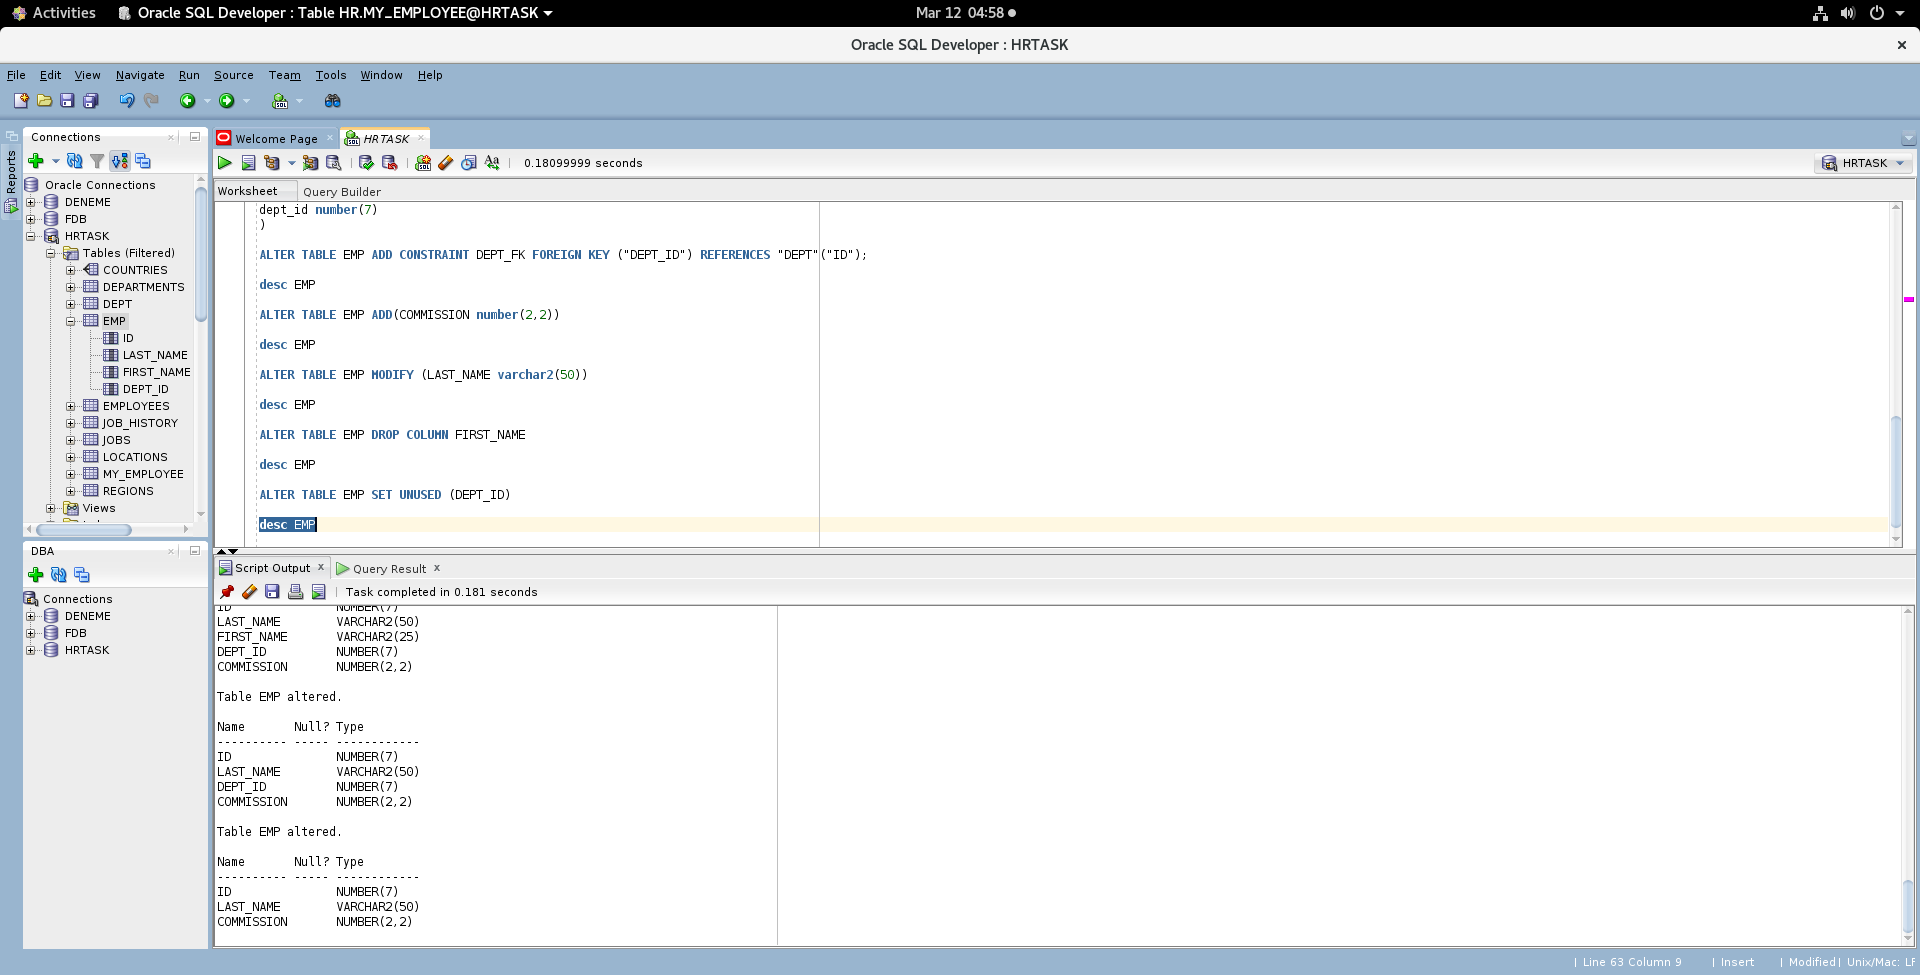 Activities
Oracle SQL Developer : Table HR.MY_EMPLOYEE@HRTASK
Mar 12 04:58
Oracle SQL Developer : HRTASK
File Edit View Navigate Run Source Team Tools Window Help
Reports
Connections
Oracle Connections
DENEME
FDB
HRTASK
Tables (Filtered)
COUNTRIES
DEPARTMENTS
DEPT
EMP
ID
LAST_NAME
FIRST_NAME
DEPT_ID
EMPLOYEES
JOB_HISTORY
JOBS
LOCATIONS
MY_EMPLOYEE
REGIONS
Views
DBA
Connections
DENEME
FDB
HRTASK
Welcome Page
HRTASK
0.18099999 seconds
HRTASK
Worksheet
Query Builder
dept_id number(7)
)
ALTER TABLE EMP ADD CONSTRAINT DEPT_FK FOREIGN KEY ("DEPT_ID") REFERENCES "DEPT"("ID");
desc EMP
ALTER TABLE EMP ADD(COMMISSION number(2,2))
desc EMP
ALTER TABLE EMP MODIFY (LAST_NAME varchar2(50))
desc EMP
ALTER TABLE EMP DROP COLUMN FIRST_NAME
desc EMP
ALTER TABLE EMP SET UNUSED (DEPT_ID)
desc EMP
Script Output
Query Result
Task completed in 0.181 seconds
ID NUMBER(7)
LAST_NAME VARCHAR2(50)
FIRST_NAME VARCHAR2(25)
DEPT_ID NUMBER(7)
COMMISSION NUMBER(2,2)
Table EMP altered.
Name Null? Type
---------- ----- ------------
ID NUMBER(7)
LAST_NAME VARCHAR2(50)
DEPT_ID NUMBER(7)
COMMISSION NUMBER(2,2)
Table EMP altered.
Name Null? Type
---------- ----- ------------
ID NUMBER(7)
LAST_NAME VARCHAR2(50)
COMMISSION NUMBER(2,2)
| Line 63 Column 9 | Insert | Modified| Unix/Mac: LF